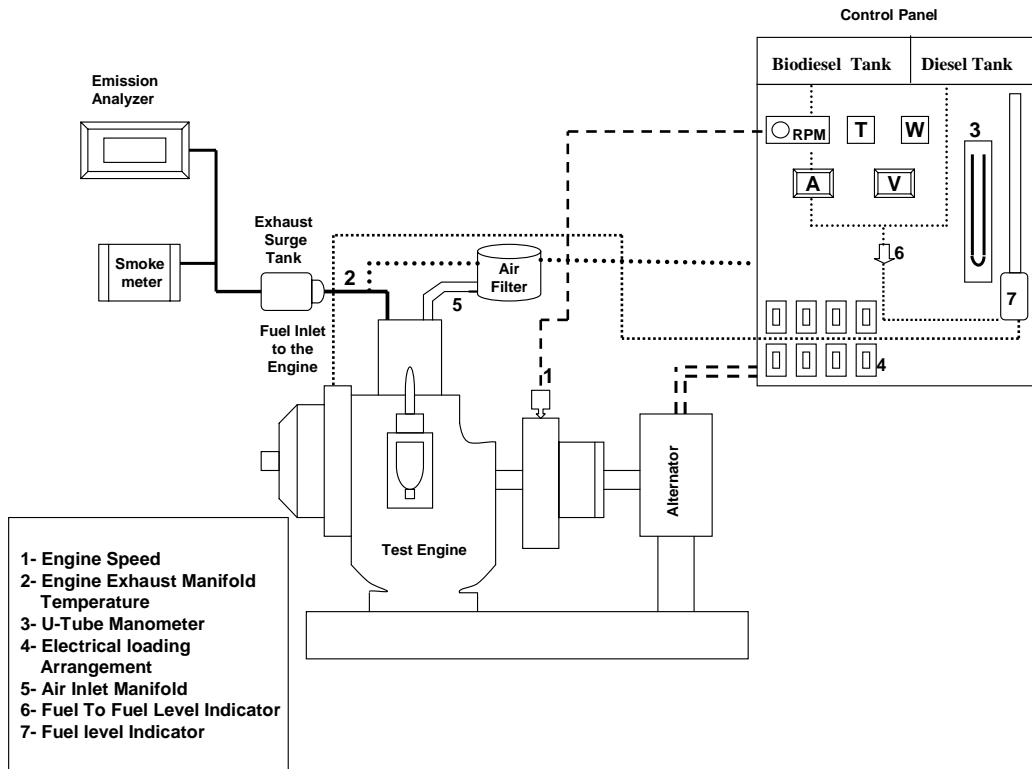 Control Panel
Biodiesel Tank
Diesel Tank
Emission
Analyzer
RPM
T
W
3
A
V
Exhaust
Surge
Tank
6
Smoke
meter
2
Air
Filter
5
7
Fuel Inlet
to the
Engine
1
4
Alternator
Test Engine
1- Engine Speed
2- Engine Exhaust Manifold
Temperature
3- U-Tube Manometer
4- Electrical loading
Arrangement
5- Air Inlet Manifold
6- Fuel To Fuel Level Indicator
7- Fuel level Indicator